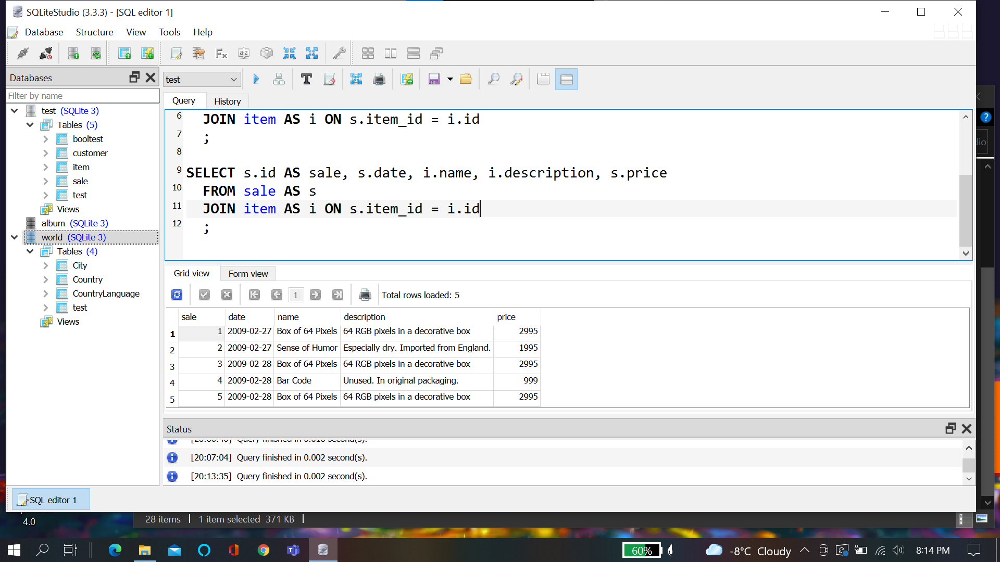 SQLiteStudio (3.3.3) - [SQL editor 1]
Database Structure View Tools Help
Databases
test
Filter by name
Query History
test (SQLite 3)
Tables (5)
booltest
customer
item
sale
test
Views
album (SQLite 3)
world (SQLite 3)
Tables (4)
City
Country
CountryLanguage
test
Views
6 JOIN item AS i ON s.item_id = i.id
7 ;
8
9 SELECT s.id AS sale, s.date, i.name, i.description, s.price
10 FROM sale AS s
11 JOIN item AS i ON s.item_id = i.id
12 ;
Grid view Form view
1 Total rows loaded: 5
sale date name description price
1 1 2009-02-27 Box of 64 Pixels 64 RGB pixels in a decorative box 2995
2 2 2009-02-27 Sense of Humor Especially dry. Imported from England. 1995
3 3 2009-02-28 Box of 64 Pixels 64 RGB pixels in a decorative box 2995
4 4 2009-02-28 Bar Code Unused. In original packaging. 999
5 5 2009-02-28 Box of 64 Pixels 64 RGB pixels in a decorative box 2995
Status
Query finished in
[20:07:04] Query finished in 0.002 second(s).
[20:13:35] Query finished in 0.002 second(s).
SQL editor 1
4.0
28 items 1 item selected 371 KB
60% -8°C Cloudy 8:14 PM